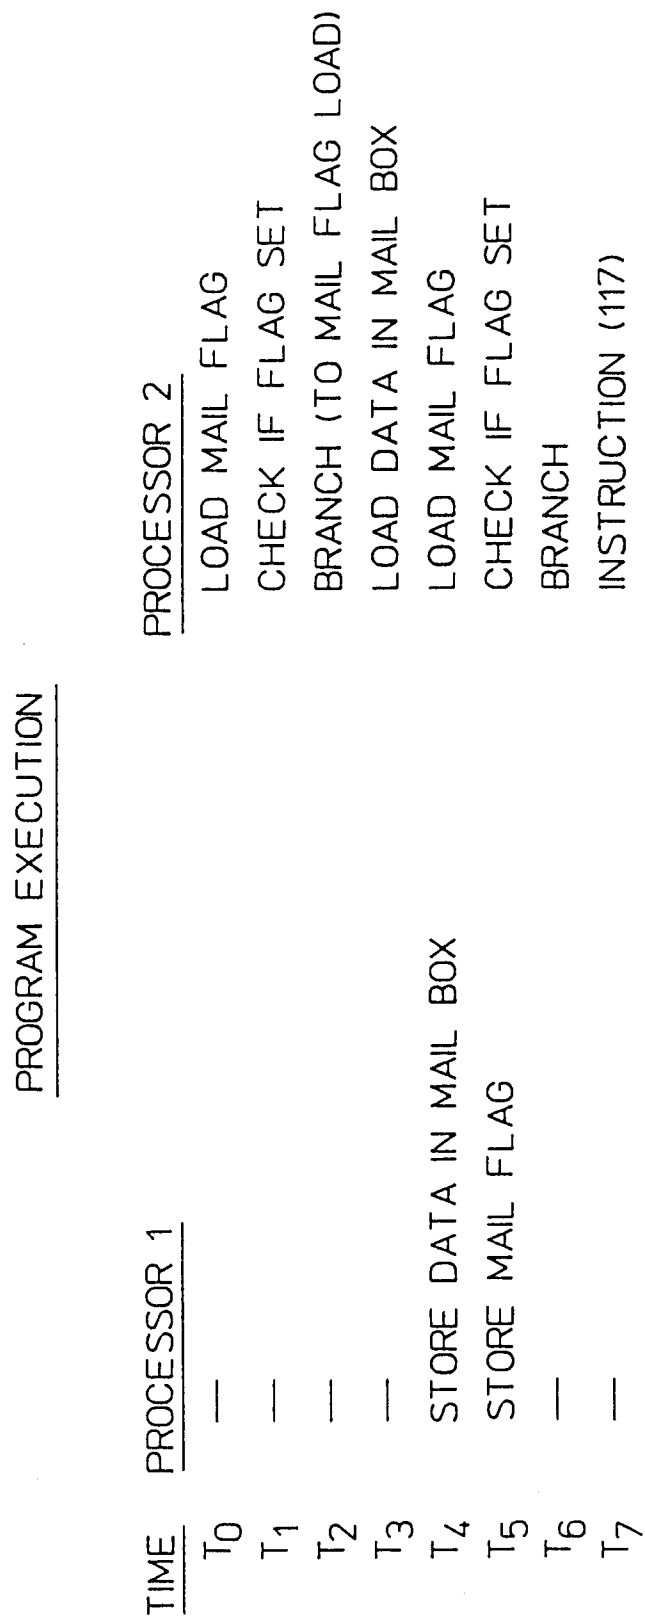 PROGRAM EXECUTION
TIME PROCESSOR 1 PROCESSOR 2
T0 — LOAD MAIL FLAG
T1 — CHECK IF FLAG SET
T2 — BRANCH (TO MAIL FLAG LOAD)
T3 — LOAD DATA IN MAIL BOX
T4 STORE DATA IN MAIL BOX LOAD MAIL FLAG
T5 STORE MAIL FLAG CHECK IF FLAG SET
T6 — BRANCH
T7 — INSTRUCTION (117)